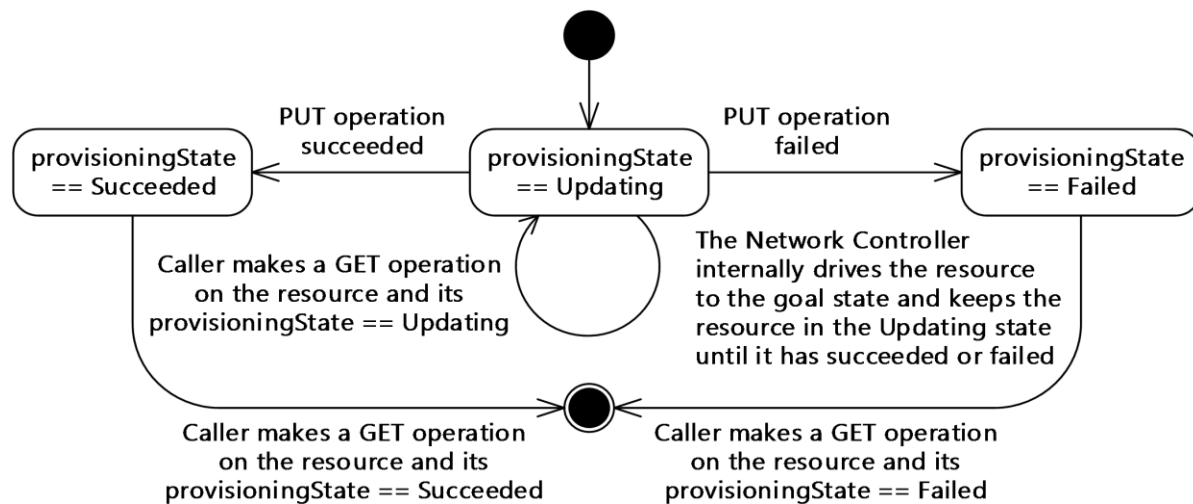 PUT operation
succeeded
PUT operation
failed
provisioningState
== Succeeded
provisioningState
== Updating
provisioningState
== Failed
Caller makes a GET operation
on the resource and its
provisioningState == Updating
The Network Controller
internally drives the resource
to the goal state and keeps the
resource in the Updating state
until it has succeeded or failed
Caller makes a GET operation
on the resource and its
provisioningState == Succeeded
Caller makes a GET operation
on the resource and its
provisioningState == Failed